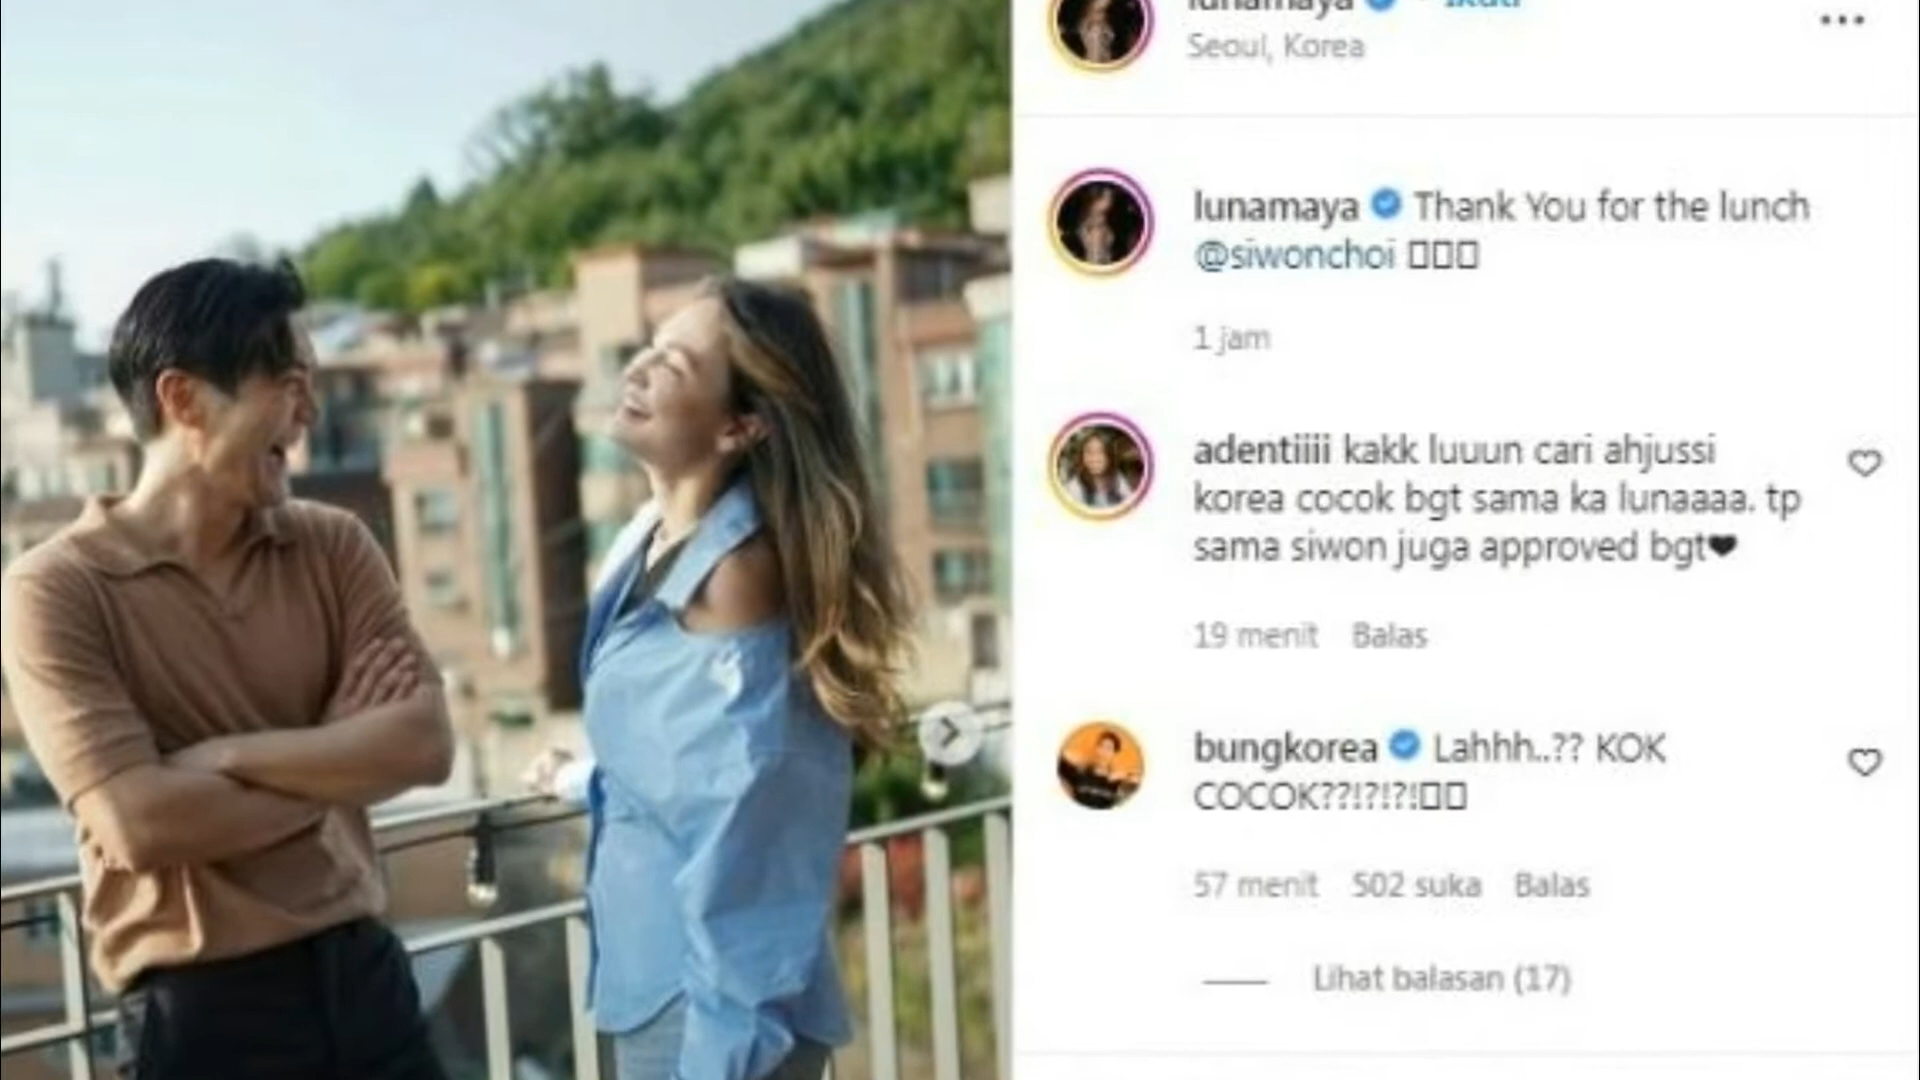 lunamaya • Ikuti
Seoul, Korea
lunamaya Thank You for the lunch
@siwonchoi
1 jam
adentiiii kakk luuun cari ahjussi
korea cocok bgt sama ka lunaaaa. tp
sama siwon juga approved bgt❤
19 menit Balas
bungkorea Lahhh..?? KOK
COCOK??!?!?!
57 menit 502 suka Balas
Lihat balasan (17)